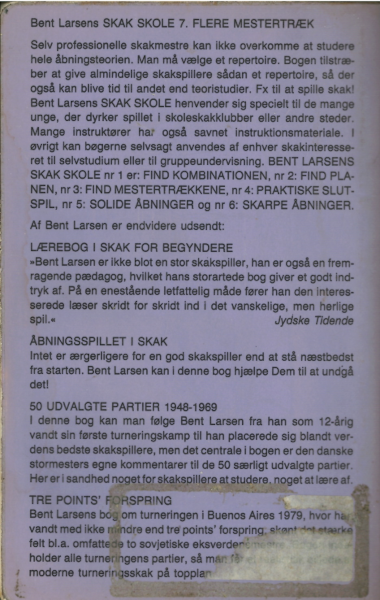 Bent Larsens SKAK SKOLE 7. FLERE MESTERTRÆK
Selv professionelle skakmestre kan ikke overkomme at studere
hele åbningsteorien. Man må vælge et repertoire. Bogen tilstræ-
ber at give almindelige skakspillere sådan et repertoire, så der
også kan blive tid til andet end teoristudier. Fx til at spille skak!
Bent Larsens SKAK SKOLE henvender sig specielt til de mange
unge, der dyrker spillet i skoleskakklubber eller andre steder.
Mange instruktører har også savnet instruktionsmateriale. I
øvrigt kan bøgerne selvsagt anvendes af enhver skakinteresse-
ret til selvstudium eller til gruppeundervisning. BENT LARSENS
SKAK SKOLE nr 1 er: FIND KOMBINATIONEN, nr 2: FIND PLA-
NEN, nr 3: FIND MESTERTRÆKKENE, nr 4: PRAKTISKE SLUT-
SPIL, nr 5: SOLIDE ÅBNINGER og nr 6: SKARPE ÅBNINGER.
Af Bent Larsen er endvidere udsendt:
LÆREBOG I SKAK FOR BEGYNDERE
»Bent Larsen er ikke blot en stor skakspiller, han er også en frem-
ragende pædagog, hvilket hans storartede bog giver et godt ind-
tryk af. På en enestående letfattelig måde fører han den interes-
serede læser skridt for skridt ind i det vanskelige, men herlige
spil.« Jydske Tidende
ÅBNINGSSPILLET I SKAK
Intet er ærgerligere for en god skakspiller end at stå næstbedst
fra starten. Bent Larsen kan i denne bog hjælpe Dem til at undgå
det!
50 UDVALGTE PARTIER 1948-1969
I denne bog kan man følge Bent Larsen fra han som 12-årig
vandt sin første turneringskamp til han placerede sig blandt ver-
dens bedste skakspillere, men det centrale i bogen er den danske
stormesters egne kommentarer til de 50 særligt udvalgte partier.
Her er i sandhed noget for skakspillere at studere, noget at lære af.
TRE POINTS' FORSPRING
Bent Larsens bog om turneringen i Buenos Aires 1979, hvor han
vandt med ikke mindre end tre points' forspring, skønt det stærke
felt bl.a. omfattede to sovjetiske eksverdens
holder alle turneringens partier, så man får
moderne turneringsskak på topplan